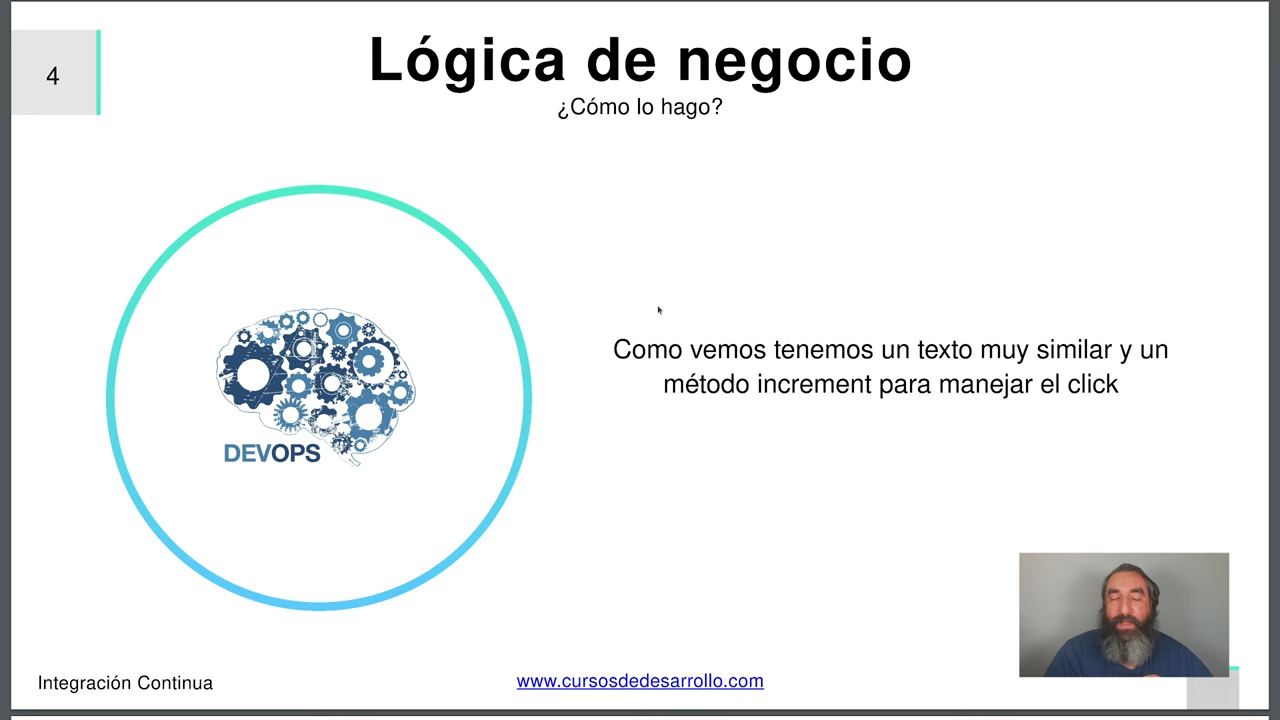 4
Lógica de negocio
¿Cómo lo hago?
Como vemos tenemos un texto muy similar y un
método increment para manejar el click
DEVOPS
Integración Continua
www.cursosdedesarrollo.com